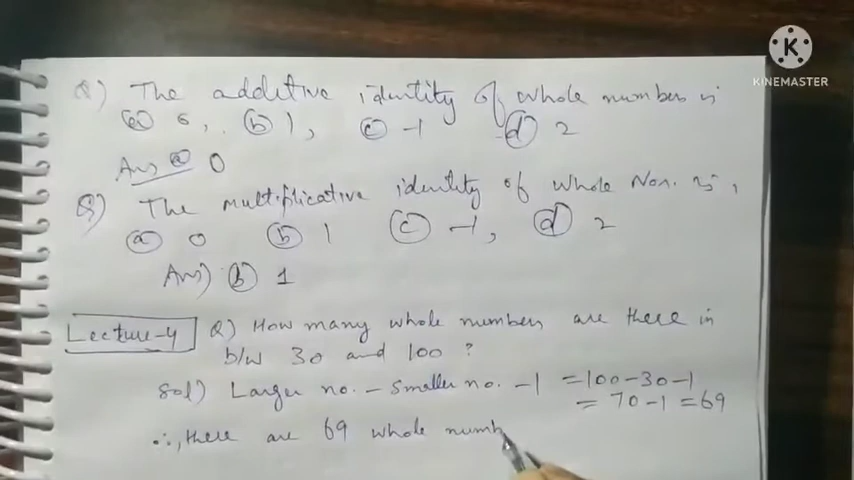 KINEMASTER
Q) The additive identity of whole numbers is
(a) 0, (b) 1, (c) -1 (d) 2
Ans (a) 0
Q) The multiplicative identity of whole Nos. is,
(a) 0 (b) 1 (c) -1, (d) 2
Ans) (b) 1
Lecture-4 Q) How many whole numbers are there in
b/w 30 and 100 ?
Sol) Larger no. - Smaller no. -1 = 100-30-1
= 70-1 = 69
∴, there are 69 whole numb